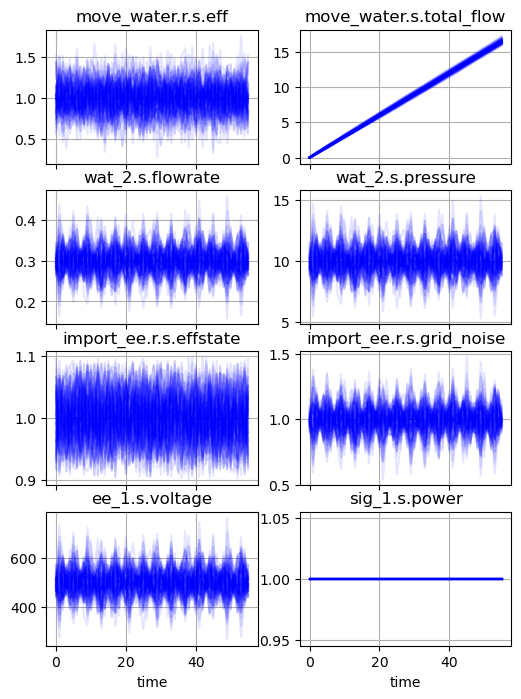 move_water.r.s.eff
move_water.s.total_flow
1.5
1.0
0.5
15
10
5
0
wat_2.s.flowrate
wat_2.s.pressure
0.4
0.3
0.2
15
10
5
import_ee.r.s.effstate
import_ee.r.s.grid_noise
1.1
1.0
0.9
1.5
1.0
0.5
ee_1.s.voltage
sig_1.s.power
600
400
1.05
1.00
0.95
0 20 40
0 20 40
time
time